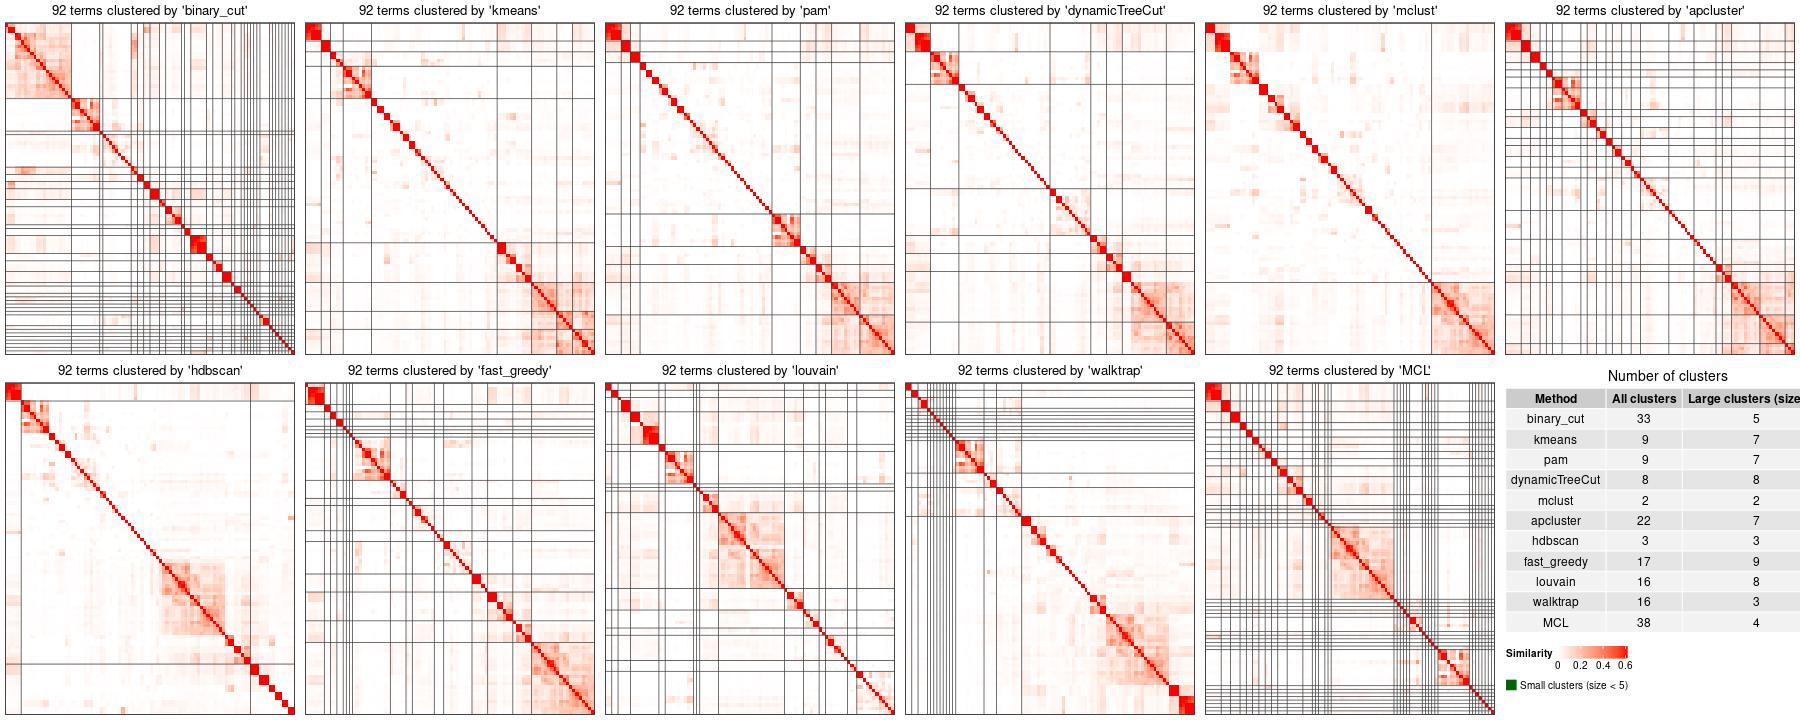 92 terms clustered by 'binary_cut'
92 terms clustered by 'kmeans'
92 terms clustered by 'pam'
92 terms clustered by 'dynamicTreeCut'
92 terms clustered by 'mclust'
92 terms clustered by 'apcluster'
92 terms clustered by 'hdbscan'
92 terms clustered by 'fast_greedy'
92 terms clustered by 'louvain'
92 terms clustered by 'walktrap'
92 terms clustered by 'MCL'
Number of clusters
Method All clusters Large clusters (size
binary_cut 33 5
kmeans 9 7
pam 9 7
dynamicTreeCut 8 8
mclust 2 2
apcluster 22 7
hdbscan 3 3
fast_greedy 17 9
louvain 16 8
walktrap 16 3
MCL 38 4
Similarity
0 0.2 0.4 0.6
Small clusters (size < 5)